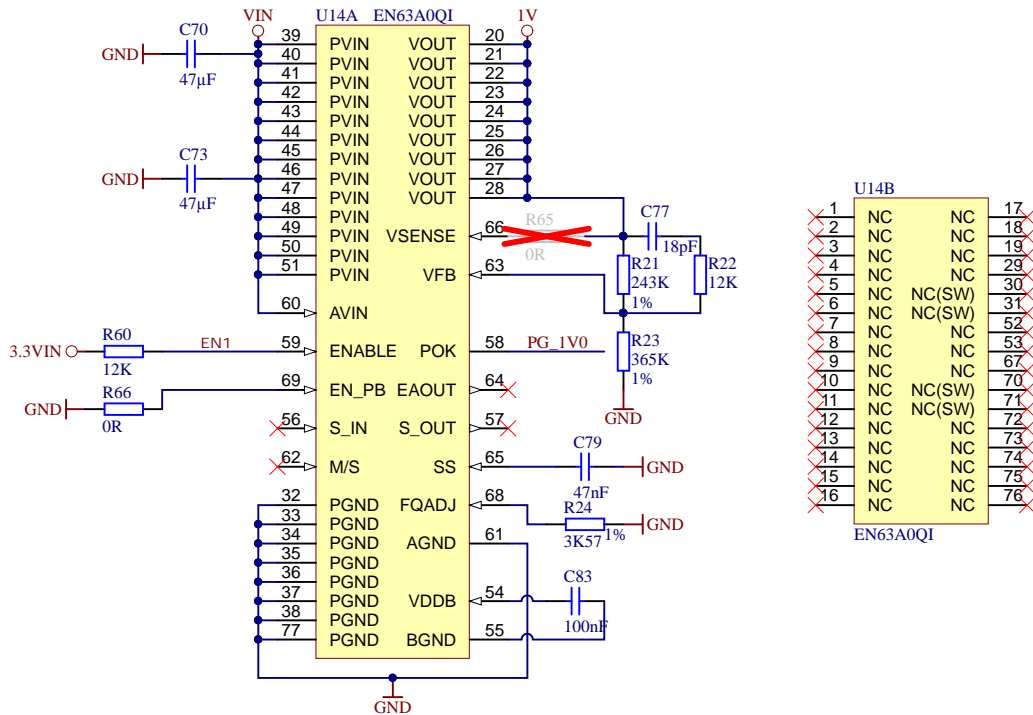 VIN U14A EN63A0QI 1V
C70
GND
47µF
39 PVIN VOUT 20
40 PVIN VOUT 21
41 PVIN VOUT 22
42 PVIN VOUT 23
43 PVIN VOUT 24
44 PVIN VOUT 25
45 PVIN VOUT 26
46 PVIN VOUT 27
47 PVIN VOUT 28
48 PVIN
49 PVIN VSENSE 66
50 PVIN
51 PVIN VFB 63
60 AVIN
59 ENABLE POK 58
69 EN_PB EAOUT 64
56 S_IN S_OUT 57
62 M/S SS 65
32 PGND FQADJ 68
33 PGND
34 PGND AGND 61
35 PGND
36 PGND
37 PGND VDDB 54
38 PGND
77 PGND BGND 55
C73
GND
47µF
R60
3.3VIN
12K
EN1
R66
GND
0R
R65
0R
C77
18pF
R21
243K
1%
R22
12K
R23
365K
1%
GND
PG_1V0
C79
47nF
GND
R24
3K57
1%
GND
C83
100nF
GND
U14B
1 NC NC 17
2 NC NC 18
3 NC NC 19
4 NC NC 29
5 NC NC(SW) 30
6 NC NC(SW) 31
7 NC NC 52
8 NC NC 53
9 NC NC 67
10 NC NC(SW) 70
11 NC NC(SW) 71
12 NC NC 72
13 NC NC 73
14 NC NC 74
15 NC NC 75
16 NC NC 76
EN63A0QI